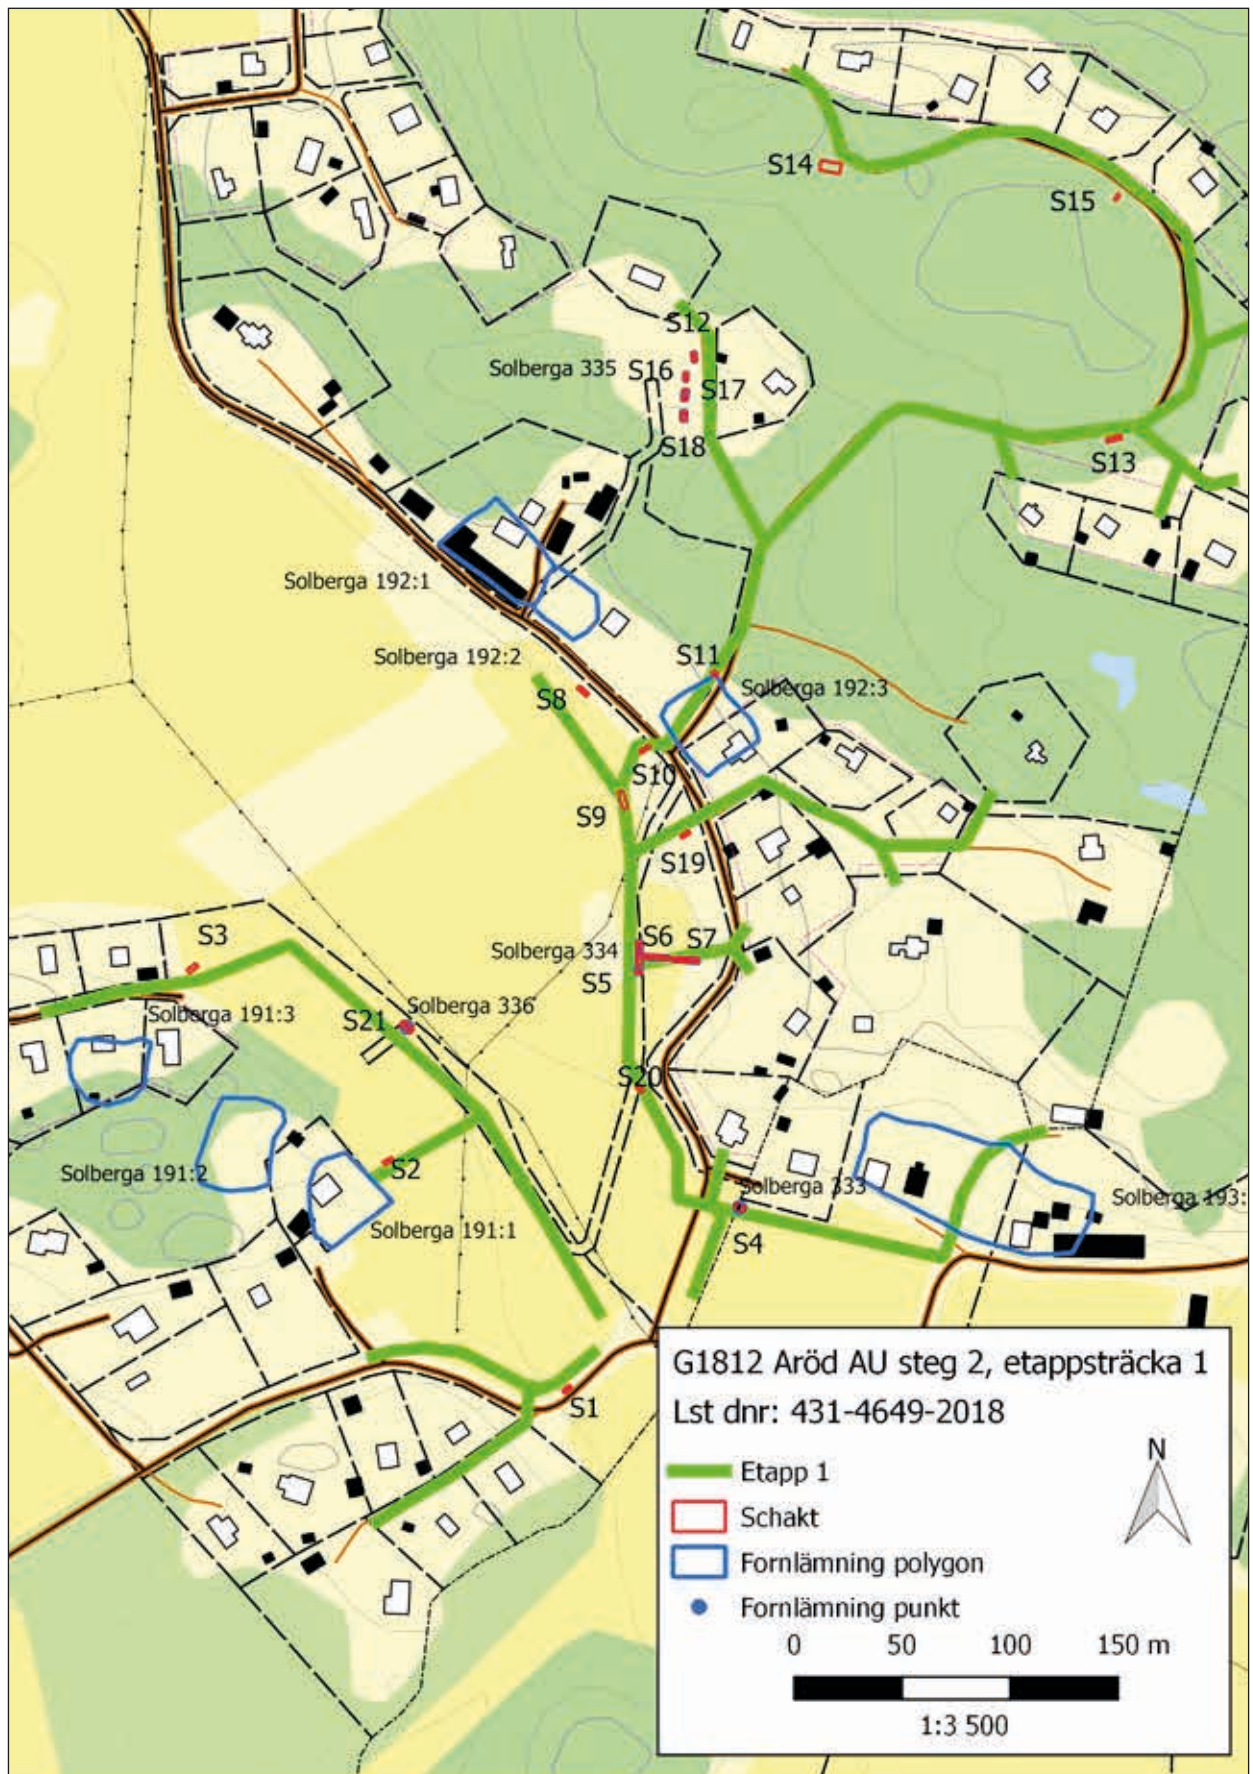 S14
S15
S12
Solberga 335
S16
S17
S18
S13
Solberga 192:1
Solberga 192:2
S11
Solberga 192:3
S8
S10
S9
S19
S3
Solberga 334
S6
S7
S5
Solberga 336
Solberga 191:3
S21
S20
Solberga 191:2
S2
Solberga 333
Solberga 193:
Solberga 191:1
S4
S1
G1812 Aröd AU steg 2, etappsträcka 1
Lst dnr: 431-4649-2018
N
Etapp 1
Schakt
Fornlämning polygon
Fornlämning punkt
0 50 100 150 m
1:3 500